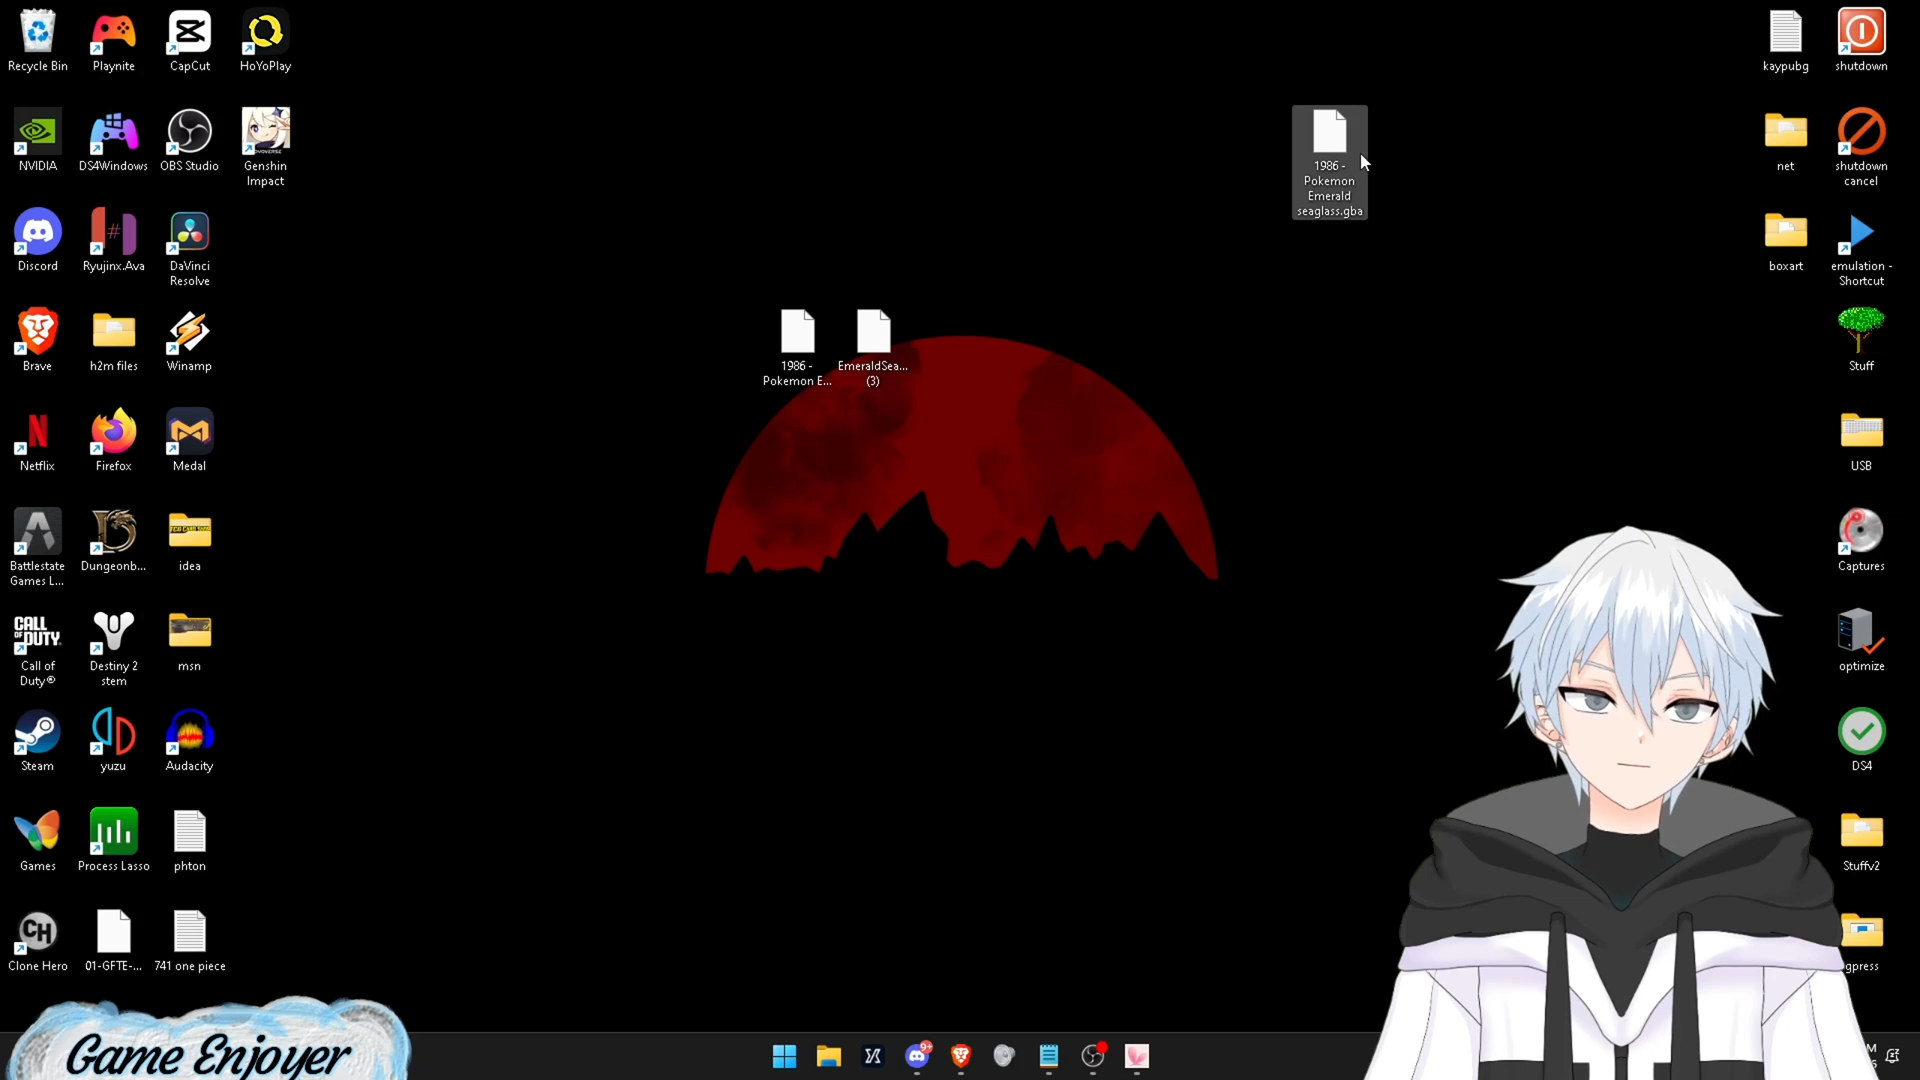 Recycle Bin
Playnite
CapCut
HoYoPlay
kaypubg
shutdown
NVIDIA
DS4Windows
OBS Studio
Genshin
Impact
1986 -
Pokemon
Emerald
seaglass.gba
net
shutdown
cancel
Discord
Ryujinx.Ava
DaVinci
Resolve
boxart
emulation -
Shortcut
Brave
h2m files
Winamp
1986 -
Pokemon E...
EmeraldSea...
(3)
Stuff
Netflix
Firefox
Medal
USB
Battlestate
Games L...
Dungeonb...
idea
Captures
CALL
OF DUTY
Call of
Duty®
Destiny 2
stem
msn
optimize
Steam
yuzu
Audacity
DS4
Games
Process Lasso
phton
Stuffv2
CH
Clone Hero
01-GFTE-...
741 one piece
gpress
Game Enjoyer
9+
M